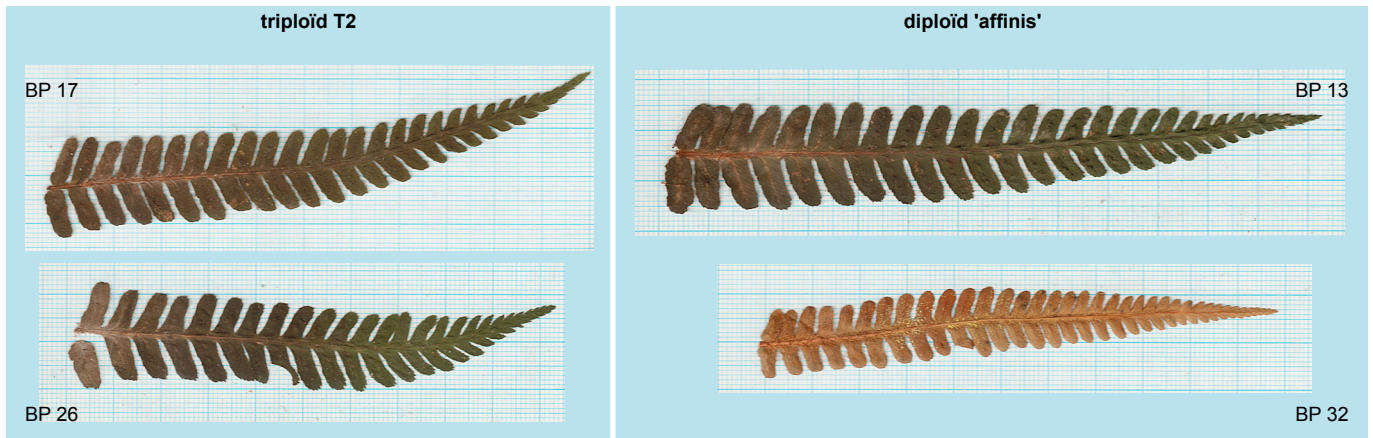 triploïd T2
BP 17
BP 26
diploïd 'affinis'
BP 13
BP 32